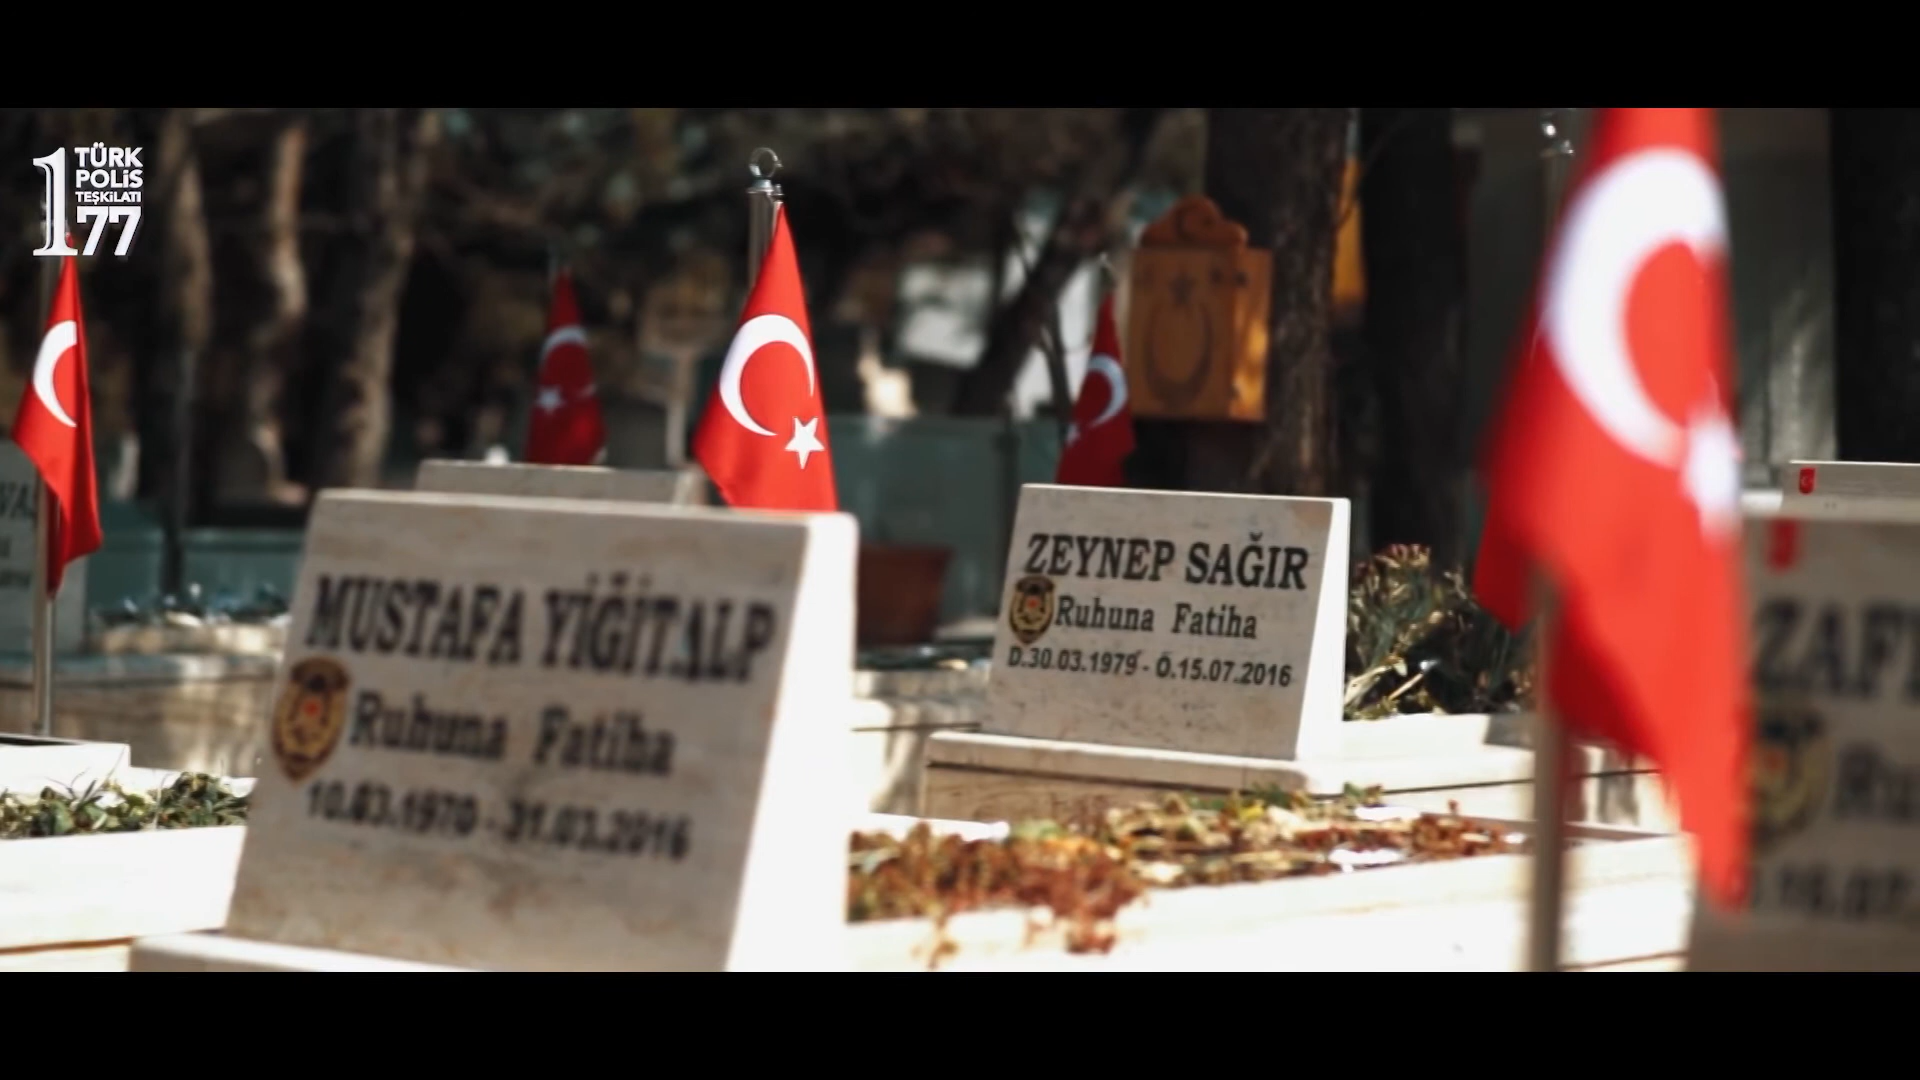 TÜRK
POLİS
TEŞKİLATI
177
MUSTAFA YİĞİTALP
Ruhuna Fatiha
10.03.1970 - 31.03.2016
ZEYNEP SAĞIR
Ruhuna Fatiha
D.30.03.1979 - Ö.15.07.2016